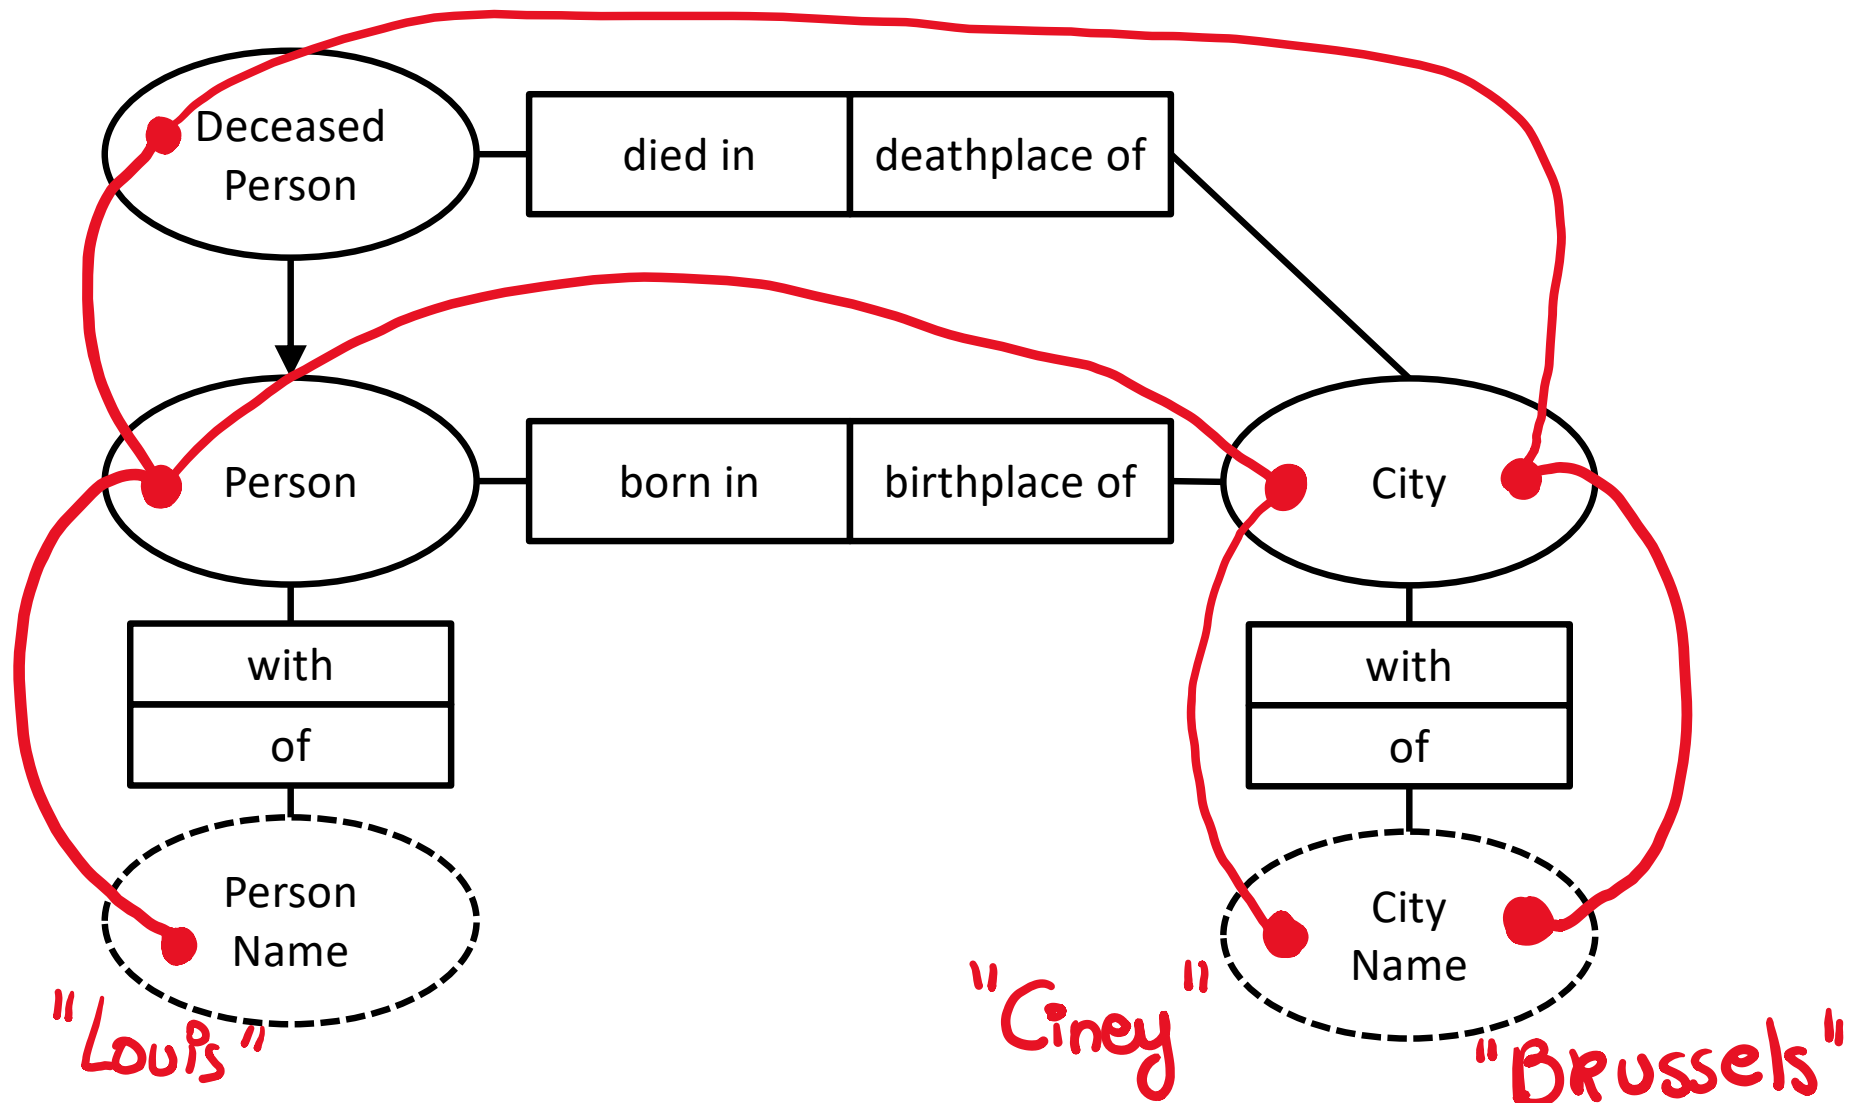 Deceased
Person
died in
deathplace of
Person
born in
birthplace of
City
with
of
with
of
Person
Name
City
Name
"Louis"
"Ciney"
"Brussels"